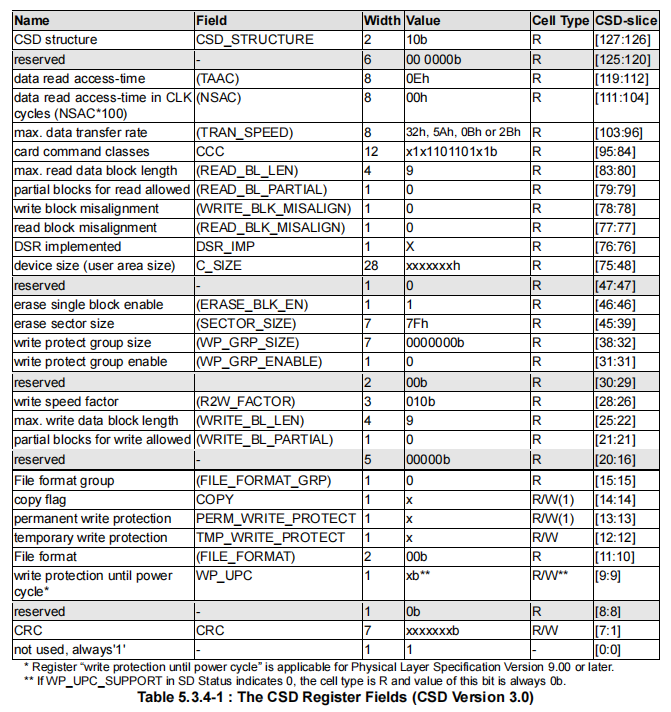 Name Field Width Value Cell Type CSD-slice
CSD structure CSD_STRUCTURE 2 10b R [127:126]
reserved - 6 00 0000b R [125:120]
data read access-time (TAAC) 8 0Eh R [119:112]
data read access-time in CLK (NSAC) 8 00h R [111:104]
cycles (NSAC*100)
max. data transfer rate (TRAN_SPEED) 8 32h, 5Ah, 0Bh or 2Bh R [103:96]
card command classes CCC 12 x1x1101101x1b R [95:84]
max. read data block length (READ_BL_LEN) 4 9 R [83:80]
partial blocks for read allowed (READ_BL_PARTIAL) 1 0 R [79:79]
write block misalignment (WRITE_BLK_MISALIGN) 1 0 R [78:78]
read block misalignment (READ_BLK_MISALIGN) 1 0 R [77:77]
DSR implemented DSR_IMP 1 X R [76:76]
device size (user area size) C_SIZE 28 xxxxxxxh R [75:48]
reserved - 1 0 R [47:47]
erase single block enable (ERASE_BLK_EN) 1 1 R [46:46]
erase sector size (SECTOR_SIZE) 7 7Fh R [45:39]
write protect group size (WP_GRP_SIZE) 7 0000000b R [38:32]
write protect group enable (WP_GRP_ENABLE) 1 0 R [31:31]
reserved 2 00b R [30:29]
write speed factor (R2W_FACTOR) 3 010b R [28:26]
max. write data block length (WRITE_BL_LEN) 4 9 R [25:22]
partial blocks for write allowed (WRITE_BL_PARTIAL) 1 0 R [21:21]
reserved - 5 00000b R [20:16]
File format group (FILE_FORMAT_GRP) 1 0 R [15:15]
copy flag COPY 1 x R/W(1) [14:14]
permanent write protection PERM_WRITE_PROTECT 1 x R/W(1) [13:13]
temporary write protection TMP_WRITE_PROTECT 1 x R/W [12:12]
File format (FILE_FORMAT) 2 00b R [11:10]
write protection until power WP_UPC 1 xb** R/W** [9:9]
cycle*
reserved - 1 0b R [8:8]
CRC CRC 7 xxxxxxxb R/W [7:1]
not used, always'1' - 1 1 - [0:0]
* Register “write protection until power cycle” is applicable for Physical Layer Specification Version 9.00 or later.
** If WP_UPC_SUPPORT in SD Status indicates 0, the cell type is R and value of this bit is always 0b.
Table 5.3.4-1 : The CSD Register Fields (CSD Version 3.0)